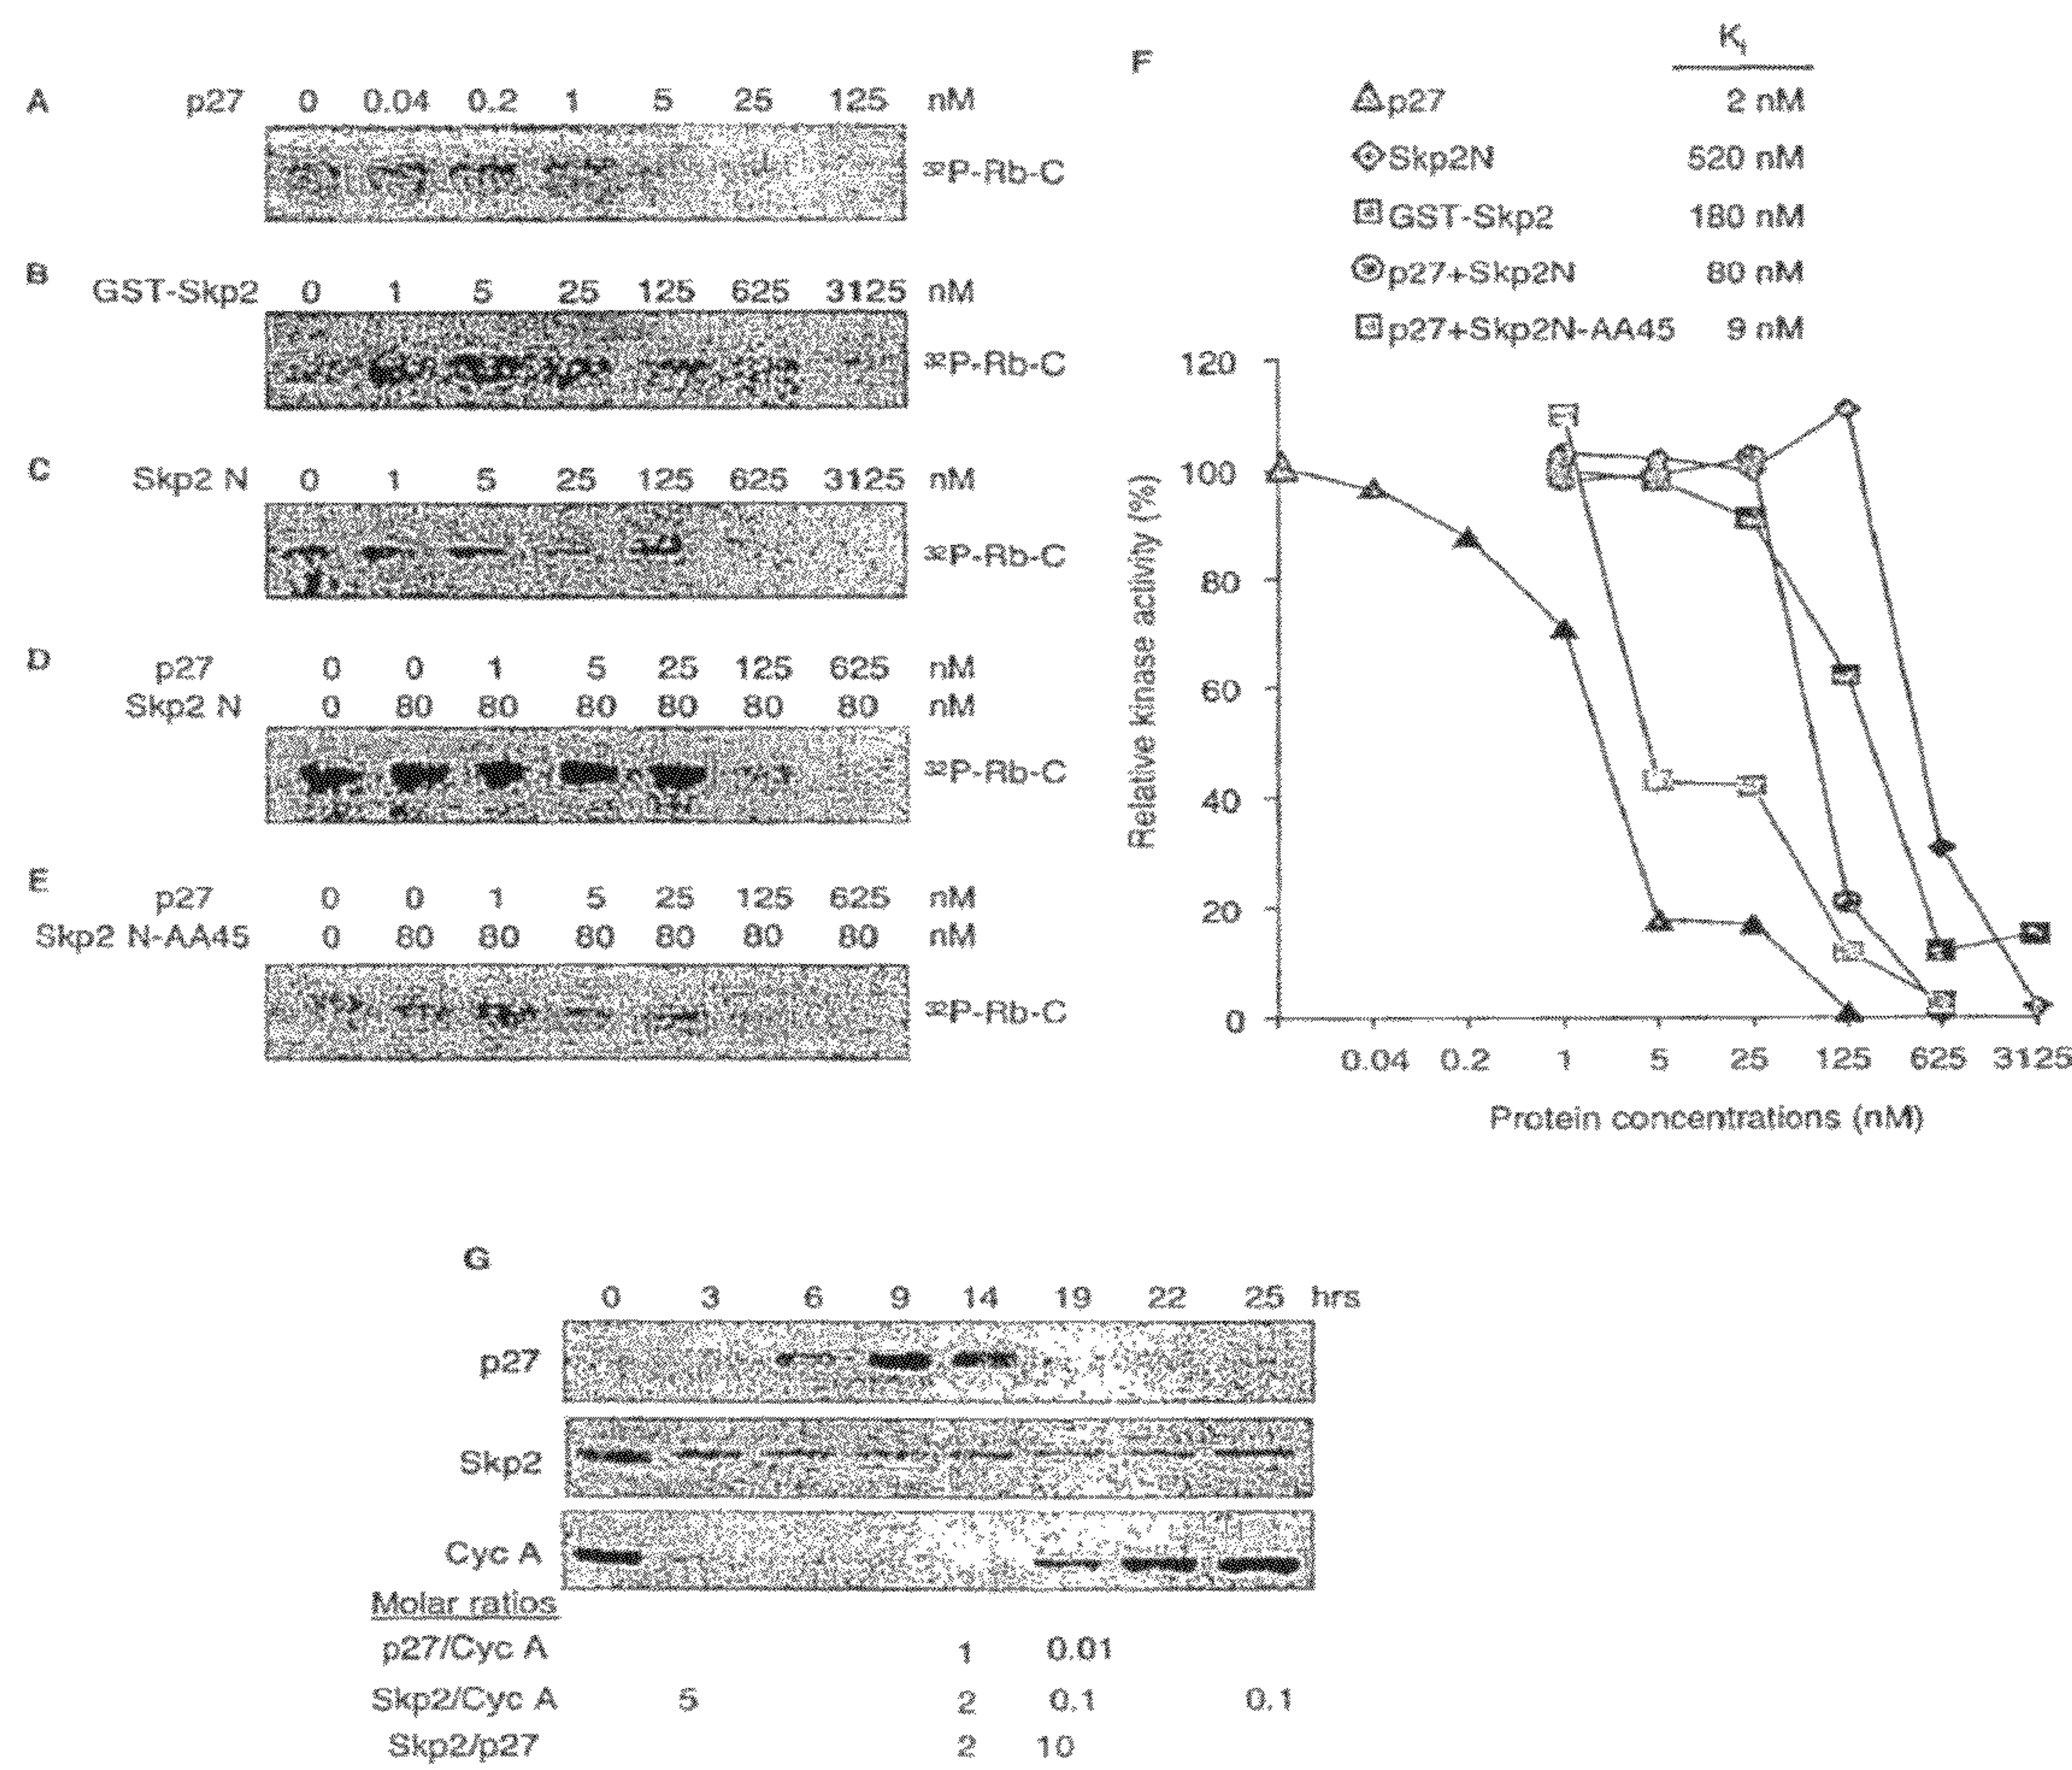 A
p27 0 0.04 0.2 1 5 25 125 nM
32P-Rb-C
B
GST-Skp2 0 1 5 25 125 625 3125 nM
32P-Rb-C
C
Skp2 N 0 1 5 25 125 625 3125 nM
32P-Rb-C
D
p27 0 0 1 5 25 125 625 nM
Skp2 N 0 80 80 80 80 80 80 nM
32P-Rb-C
E
p27 0 0 1 5 25 125 625 nM
Skp2 N-AA45 0 80 80 80 80 80 80 nM
32P-Rb-C
F
Ki
p27 2 nM
Skp2N 520 nM
GST-Skp2 180 nM
p27+Skp2N 80 nM
p27+Skp2N-AA45 9 nM
Relative kinase activity (%)
120
100
80
60
40
20
0
0.04 0.2 1 5 25 125 625 3125
Protein concentrations (nM)
G
0 3 6 9 14 19 22 25 hrs
p27
Skp2
Cyc A
Molar ratios
p27/Cyc A 1 0.01
Skp2/Cyc A 5 2 0.1 0.1
Skp2/p27 2 10